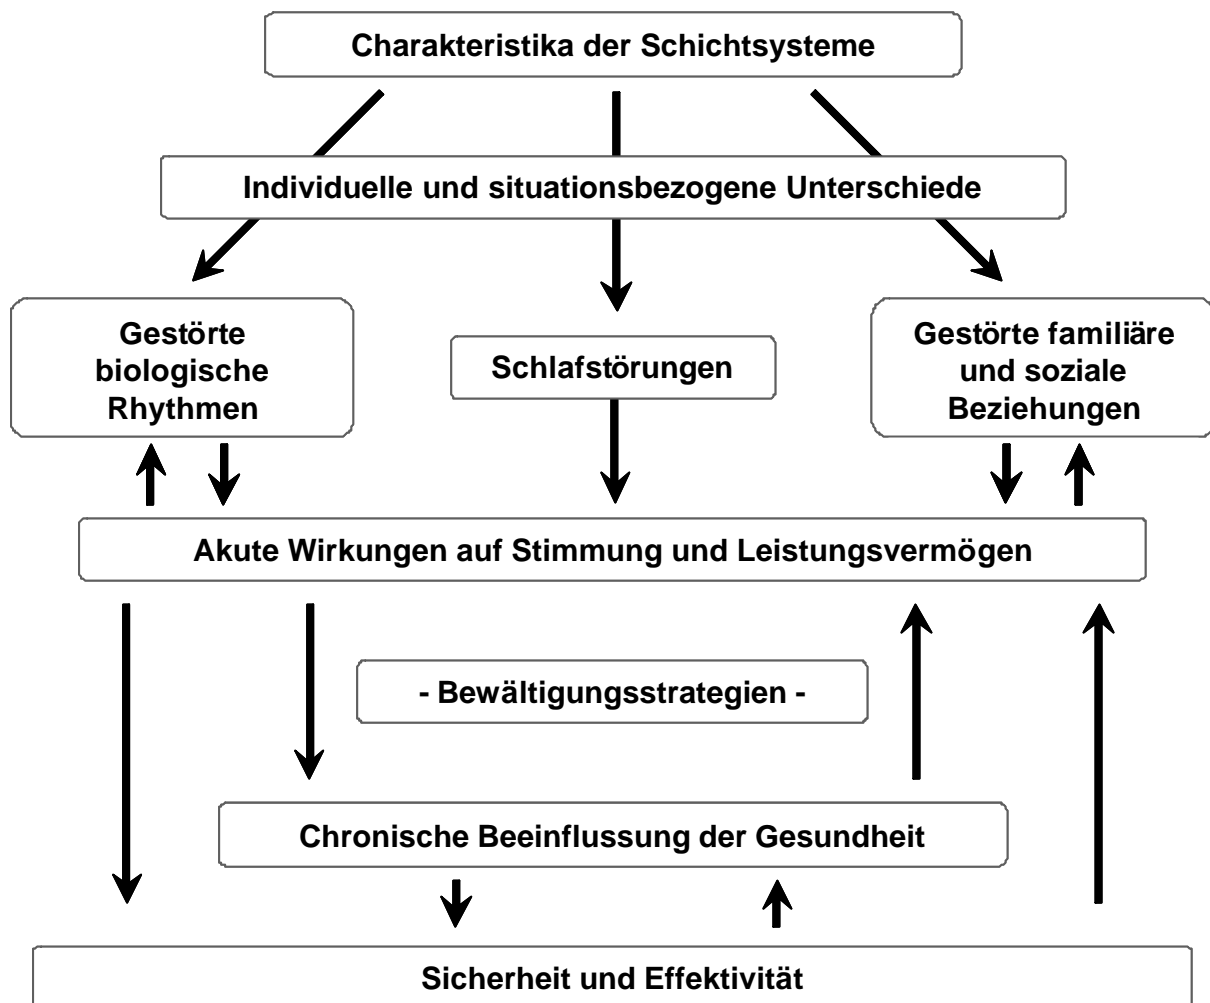 Charakteristika der Schichtsysteme
Individuelle und situationsbezogene Unterschiede
Gestörte
biologische
Rhythmen
Schlafstörungen
Gestörte familiäre
und soziale
Beziehungen
Akute Wirkungen auf Stimmung und Leistungsvermögen
- Bewältigungsstrategien -
Chronische Beeinflussung der Gesundheit
Sicherheit und Effektivität